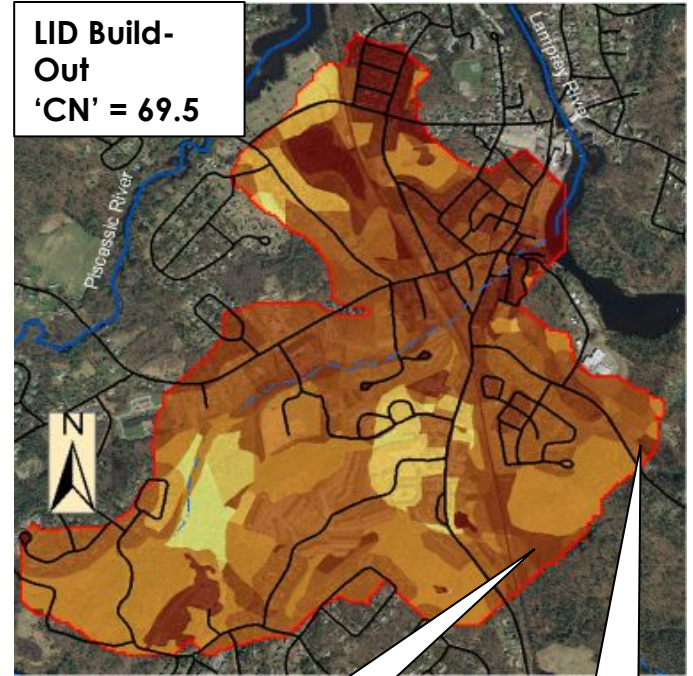 LID Build-
Out
‘CN’ = 69.5
Lamprey River
Piscassic River
N